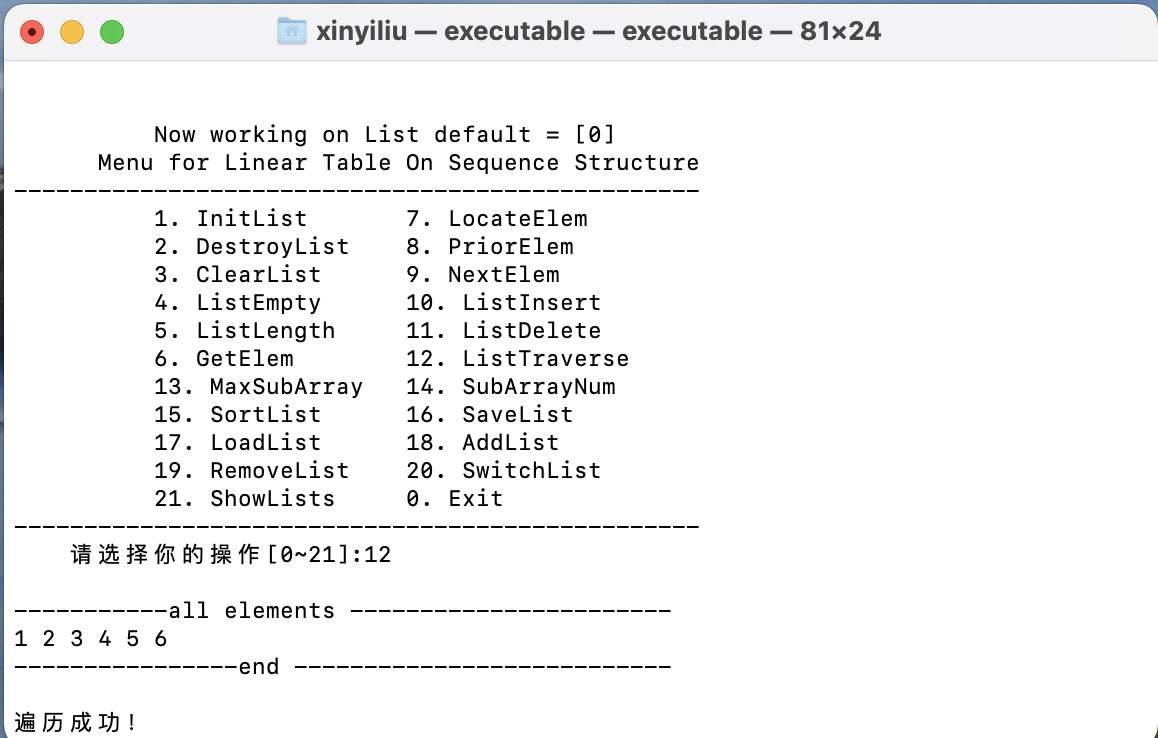 xinyiliu — executable — executable — 81×24
Now working on List default = [0]
Menu for Linear Table On Sequence Structure
-------------------------------------------------
1. InitList       7. LocateElem
2. DestroyList    8. PriorElem
3. ClearList      9. NextElem
4. ListEmpty      10. ListInsert
5. ListLength     11. ListDelete
6. GetElem        12. ListTraverse
13. MaxSubArray   14. SubArrayNum
15. SortList      16. SaveList
17. LoadList      18. AddList
19. RemoveList    20. SwitchList
21. ShowLists     0. Exit
-------------------------------------------------
请选择你的操作[0~21]:12
-----------all elements -----------------------
1 2 3 4 5 6
----------------end ---------------------------
遍历成功!